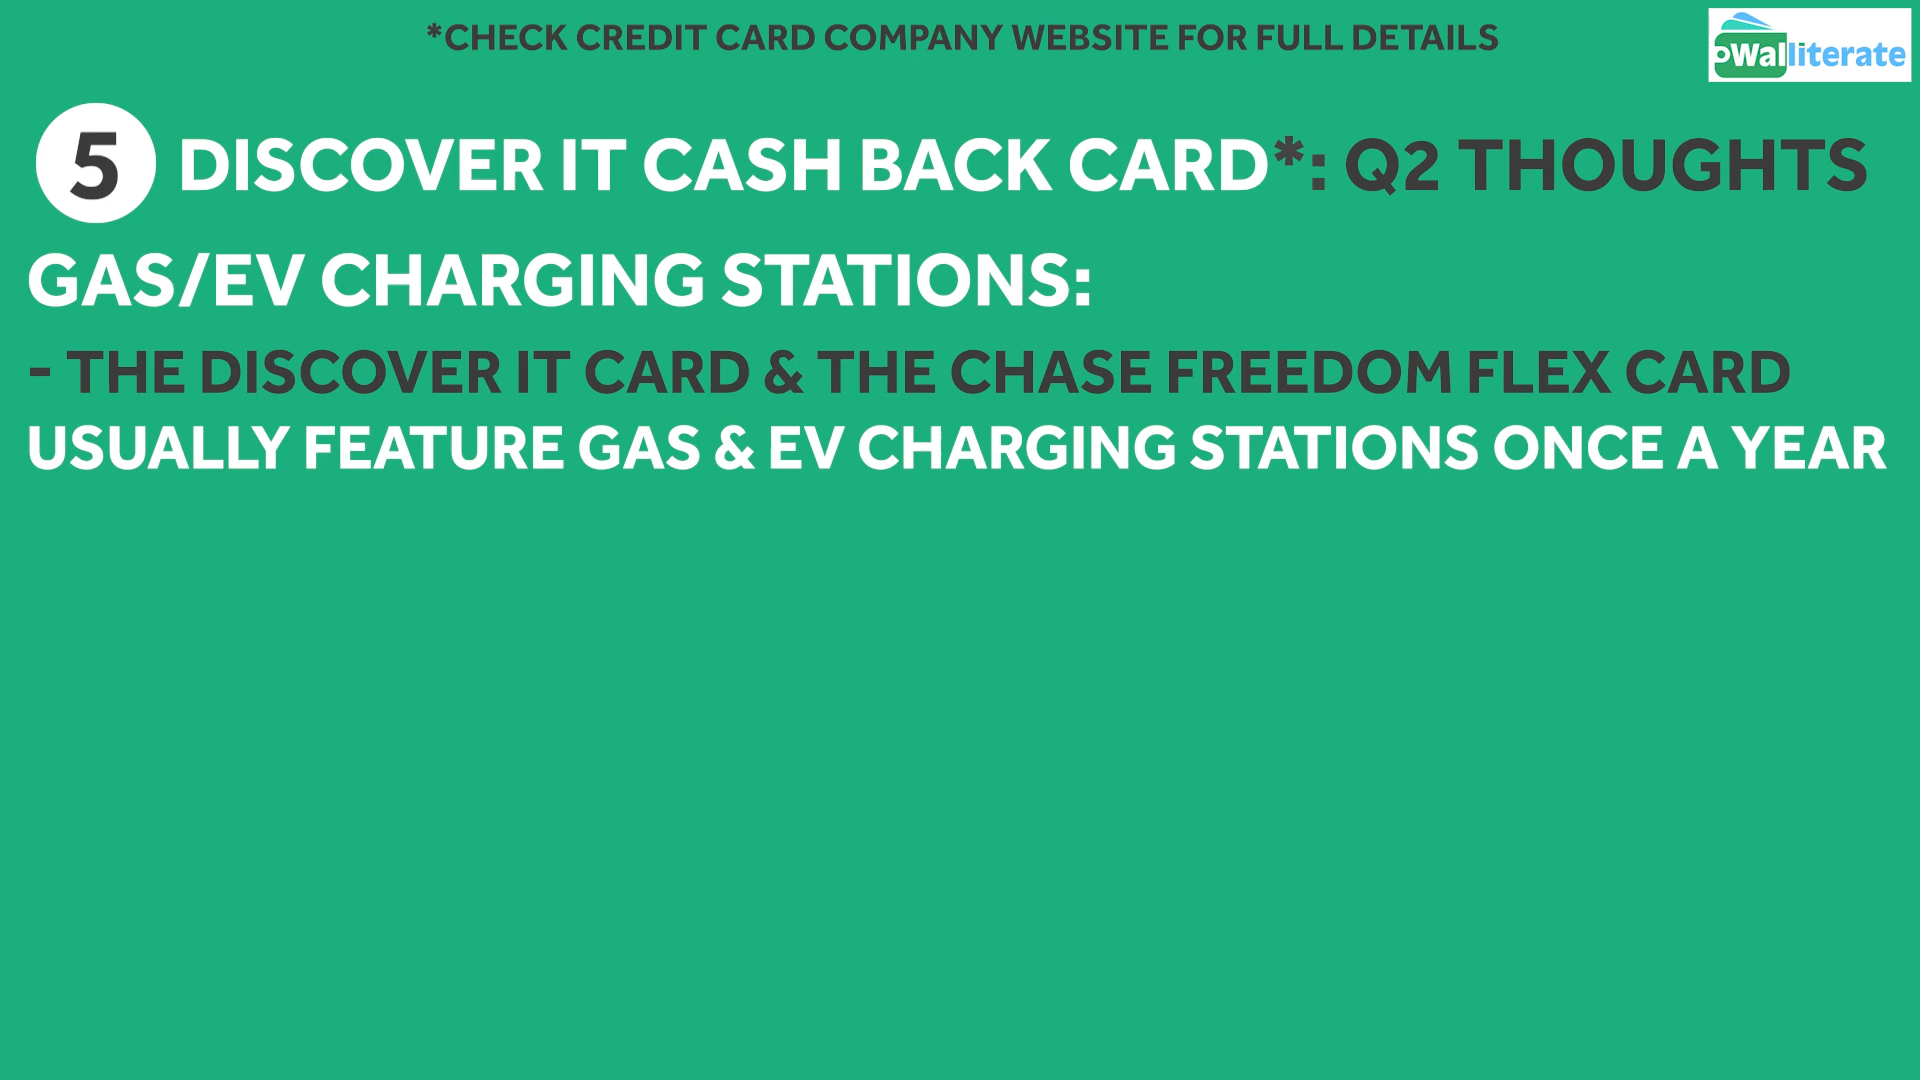 *CHECK CREDIT CARD COMPANY WEBSITE FOR FULL DETAILS
Walliterate
5 DISCOVER IT CASH BACK CARD*: Q2 THOUGHTS
GAS/EV CHARGING STATIONS:
- THE DISCOVER IT CARD & THE CHASE FREEDOM FLEX CARD
USUALLY FEATURE GAS & EV CHARGING STATIONS ONCE A YEAR